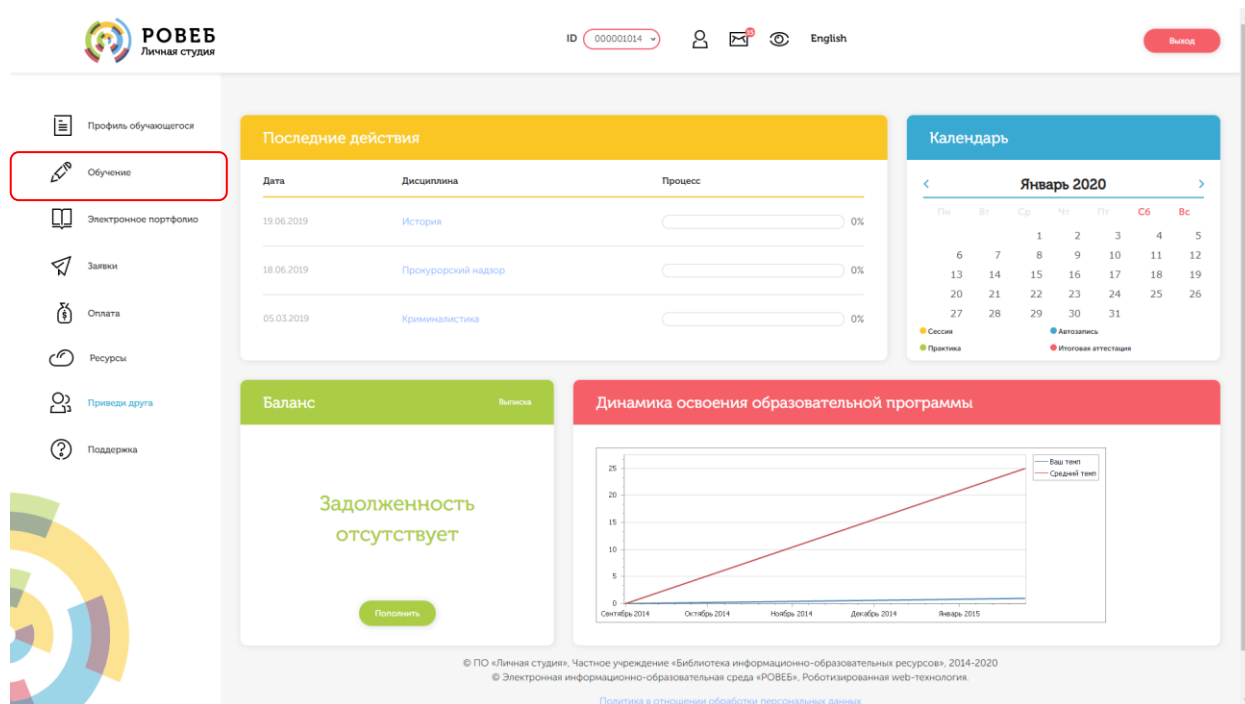 РОВЕБ
Личная студия
ID 000001014
15
English
Выход
Профиль обучающегося
Обучение
Электронное портфолио
Заявки
Оплата
Ресурсы
Приведи друга
Поддержка
Последние действия
Дата Дисциплина Процесс
19.06.2019 История 0%
18.06.2019 Прокурорский надзор 0%
05.03.2019 Криминалистика 0%
Календарь
< Январь 2020 >
Пн Вт Ср Чт Пт Сб Вс
1 2 3 4 5
6 7 8 9 10 11 12
13 14 15 16 17 18 19
20 21 22 23 24 25 26
27 28 29 30 31
Сессия Автозапись
Практика Итоговая аттестация
Баланс Выписка
Задолженность
отсутствует
Пополнить
Динамика освоения образовательной программы
25
20
15
10
5
0
Сентябрь 2014 Октябрь 2014 Ноябрь 2014 Декабрь 2014 Январь 2015
Ваш темп
Средний темп
© ПО «Личная студия», Частное учреждение «Библиотека информационно-образовательных ресурсов», 2014-2020
© Электронная информационно-образовательная среда «РОВЕБ», Роботизированная web-технология.
Политика в отношении обработки персональных данных